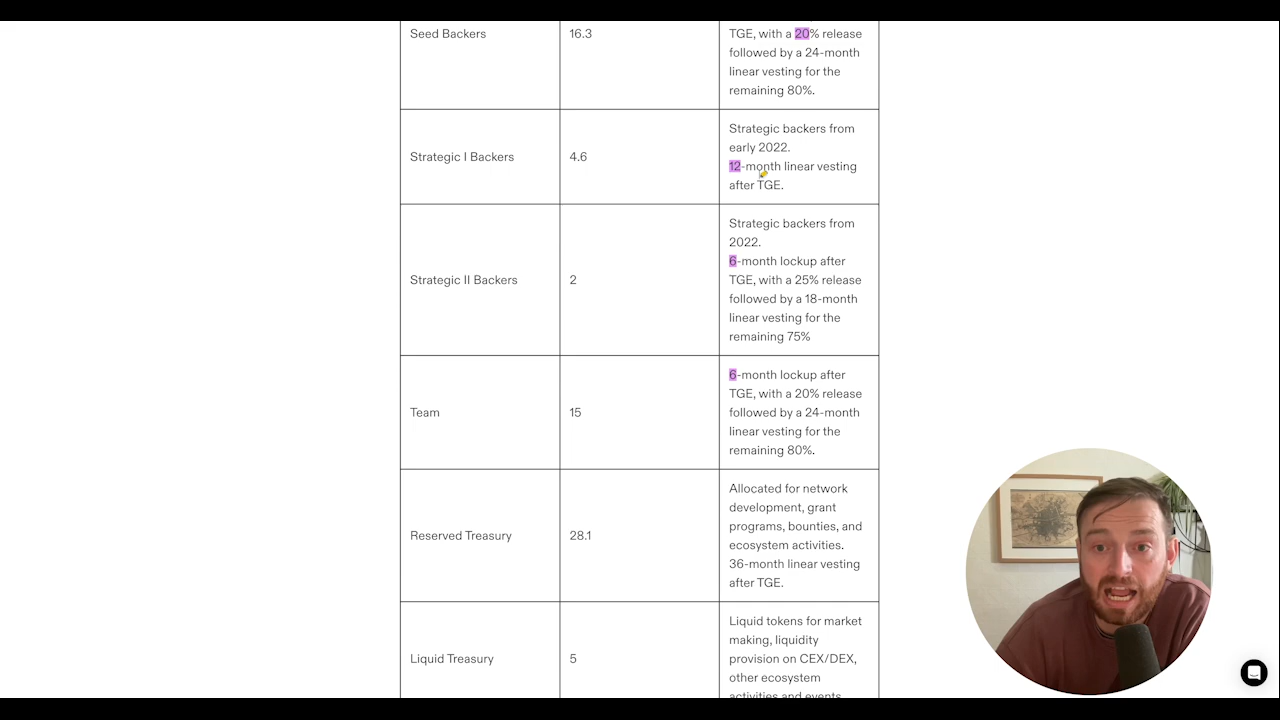 Seed Backers
16.3
TGE, with a 20% release
followed by a 24-month
linear vesting for the
remaining 80%.
Strategic I Backers
4.6
Strategic backers from
early 2022.
12-month linear vesting
after TGE.
Strategic II Backers
2
Strategic backers from
2022.
6-month lockup after
TGE, with a 25% release
followed by a 18-month
linear vesting for the
remaining 75%
Team
15
6-month lockup after
TGE, with a 20% release
followed by a 24-month
linear vesting for the
remaining 80%.
Reserved Treasury
28.1
Allocated for network
development, grant
programs, bounties, and
ecosystem activities.
36-month linear vesting
after TGE.
Liquid Treasury
5
Liquid tokens for market
making, liquidity
provision on CEX/DEX,
other ecosystem
activities and events